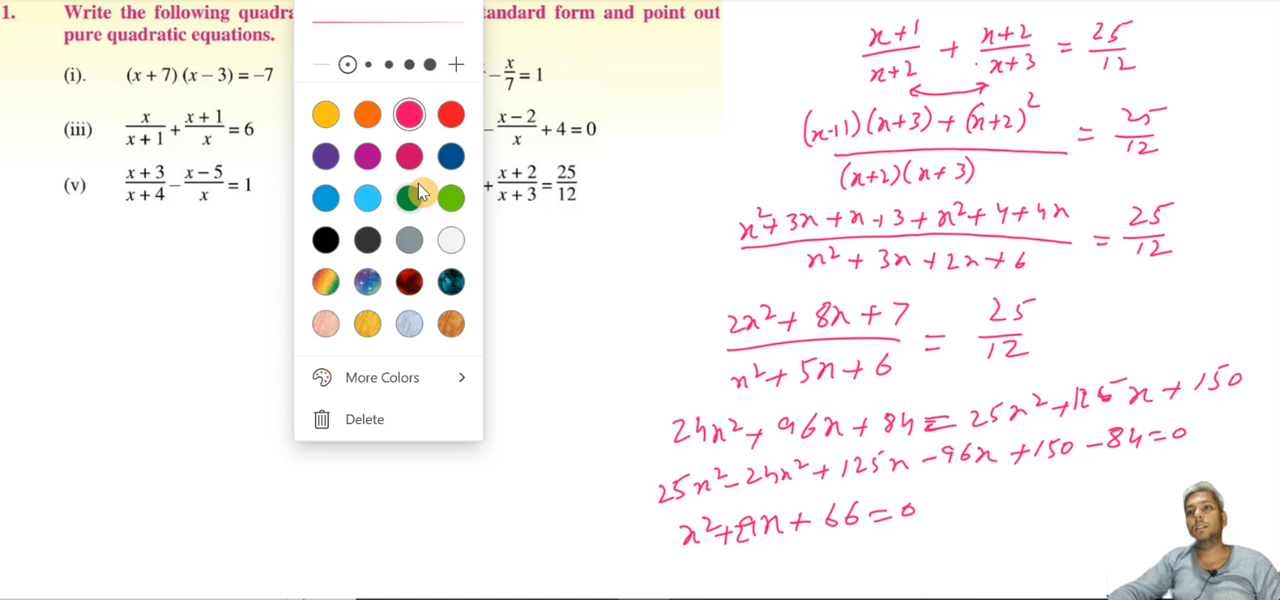 1. Write the following quadra andard form and point out
pure quadratic equations.
(i). (x + 7) (x – 3) = –7
– x/7 = 1
(iii) x/(x + 1) + (x + 1)/x = 6
– (x – 2)/x + 4 = 0
(v) (x + 3)/(x + 4) – (x – 5)/x = 1
+ (x + 2)/(x + 3) = 25/12
More Colors
Delete
(x+1)/(x+2) + (x+2)/(x+3) = 25/12
((x+1)(x+3) + (x+2)²)/((x+2)(x+3)) = 25/12
(x²+3x+x+3+x²+4+4x)/(x²+3x+2x+6) = 25/12
(2x²+8x+7)/(x²+5x+6) = 25/12
24x²+96x+84 = 25x²+125x+150
25x²-24x²+125x-96x+150-84=0
x²+29x+66=0